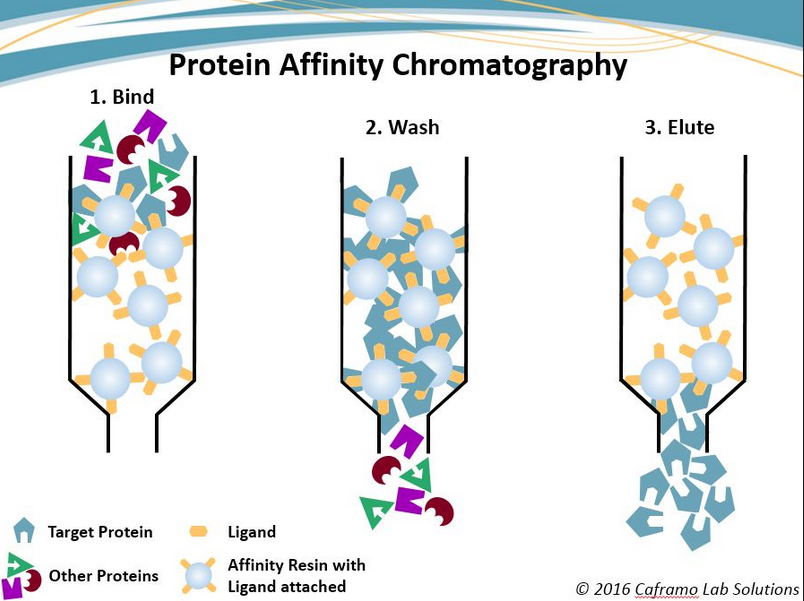 Protein Affinity Chromatography
1. Bind
2. Wash
3. Elute
Target Protein
Ligand
Other Proteins
Affinity Resin with
Ligand attached
© 2016 Caframo Lab Solutions